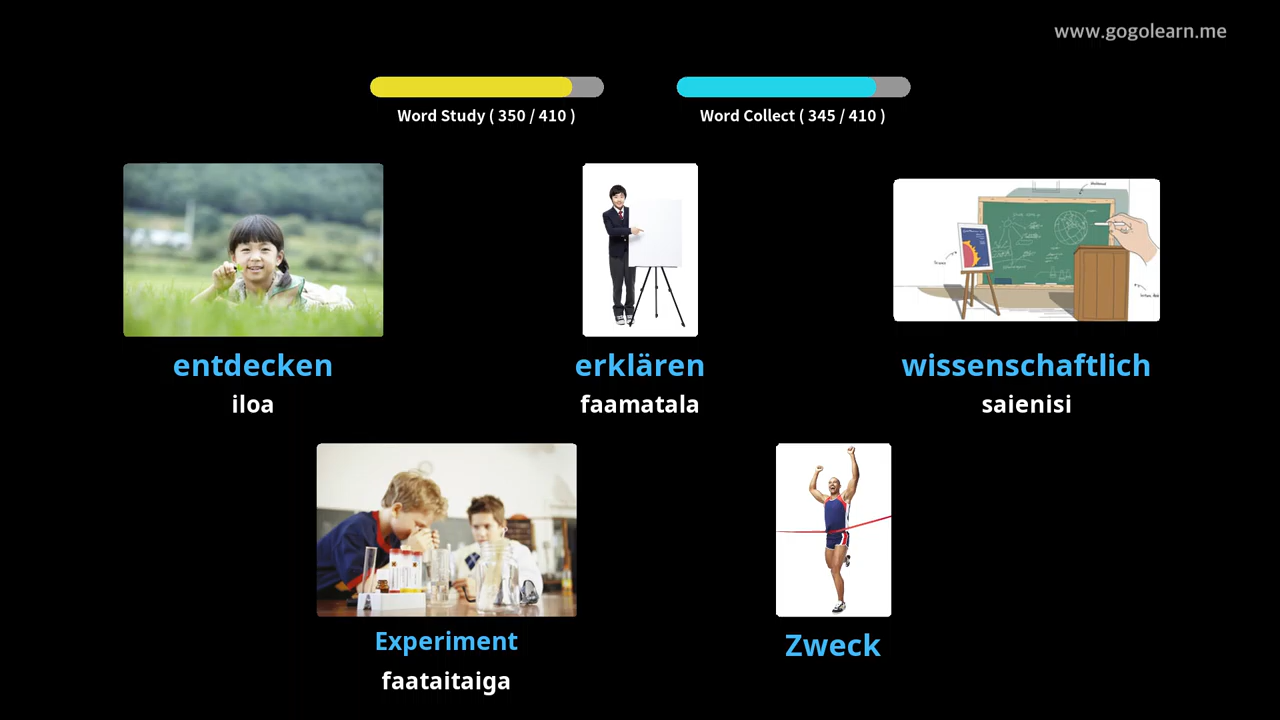 www.gogolearn.me
Word Study ( 350 / 410 )
Word Collect ( 345 / 410 )
entdecken
erklären
wissenschaftlich
iloa
faamatala
saienisi
Experiment
Zweck
faataitaiga